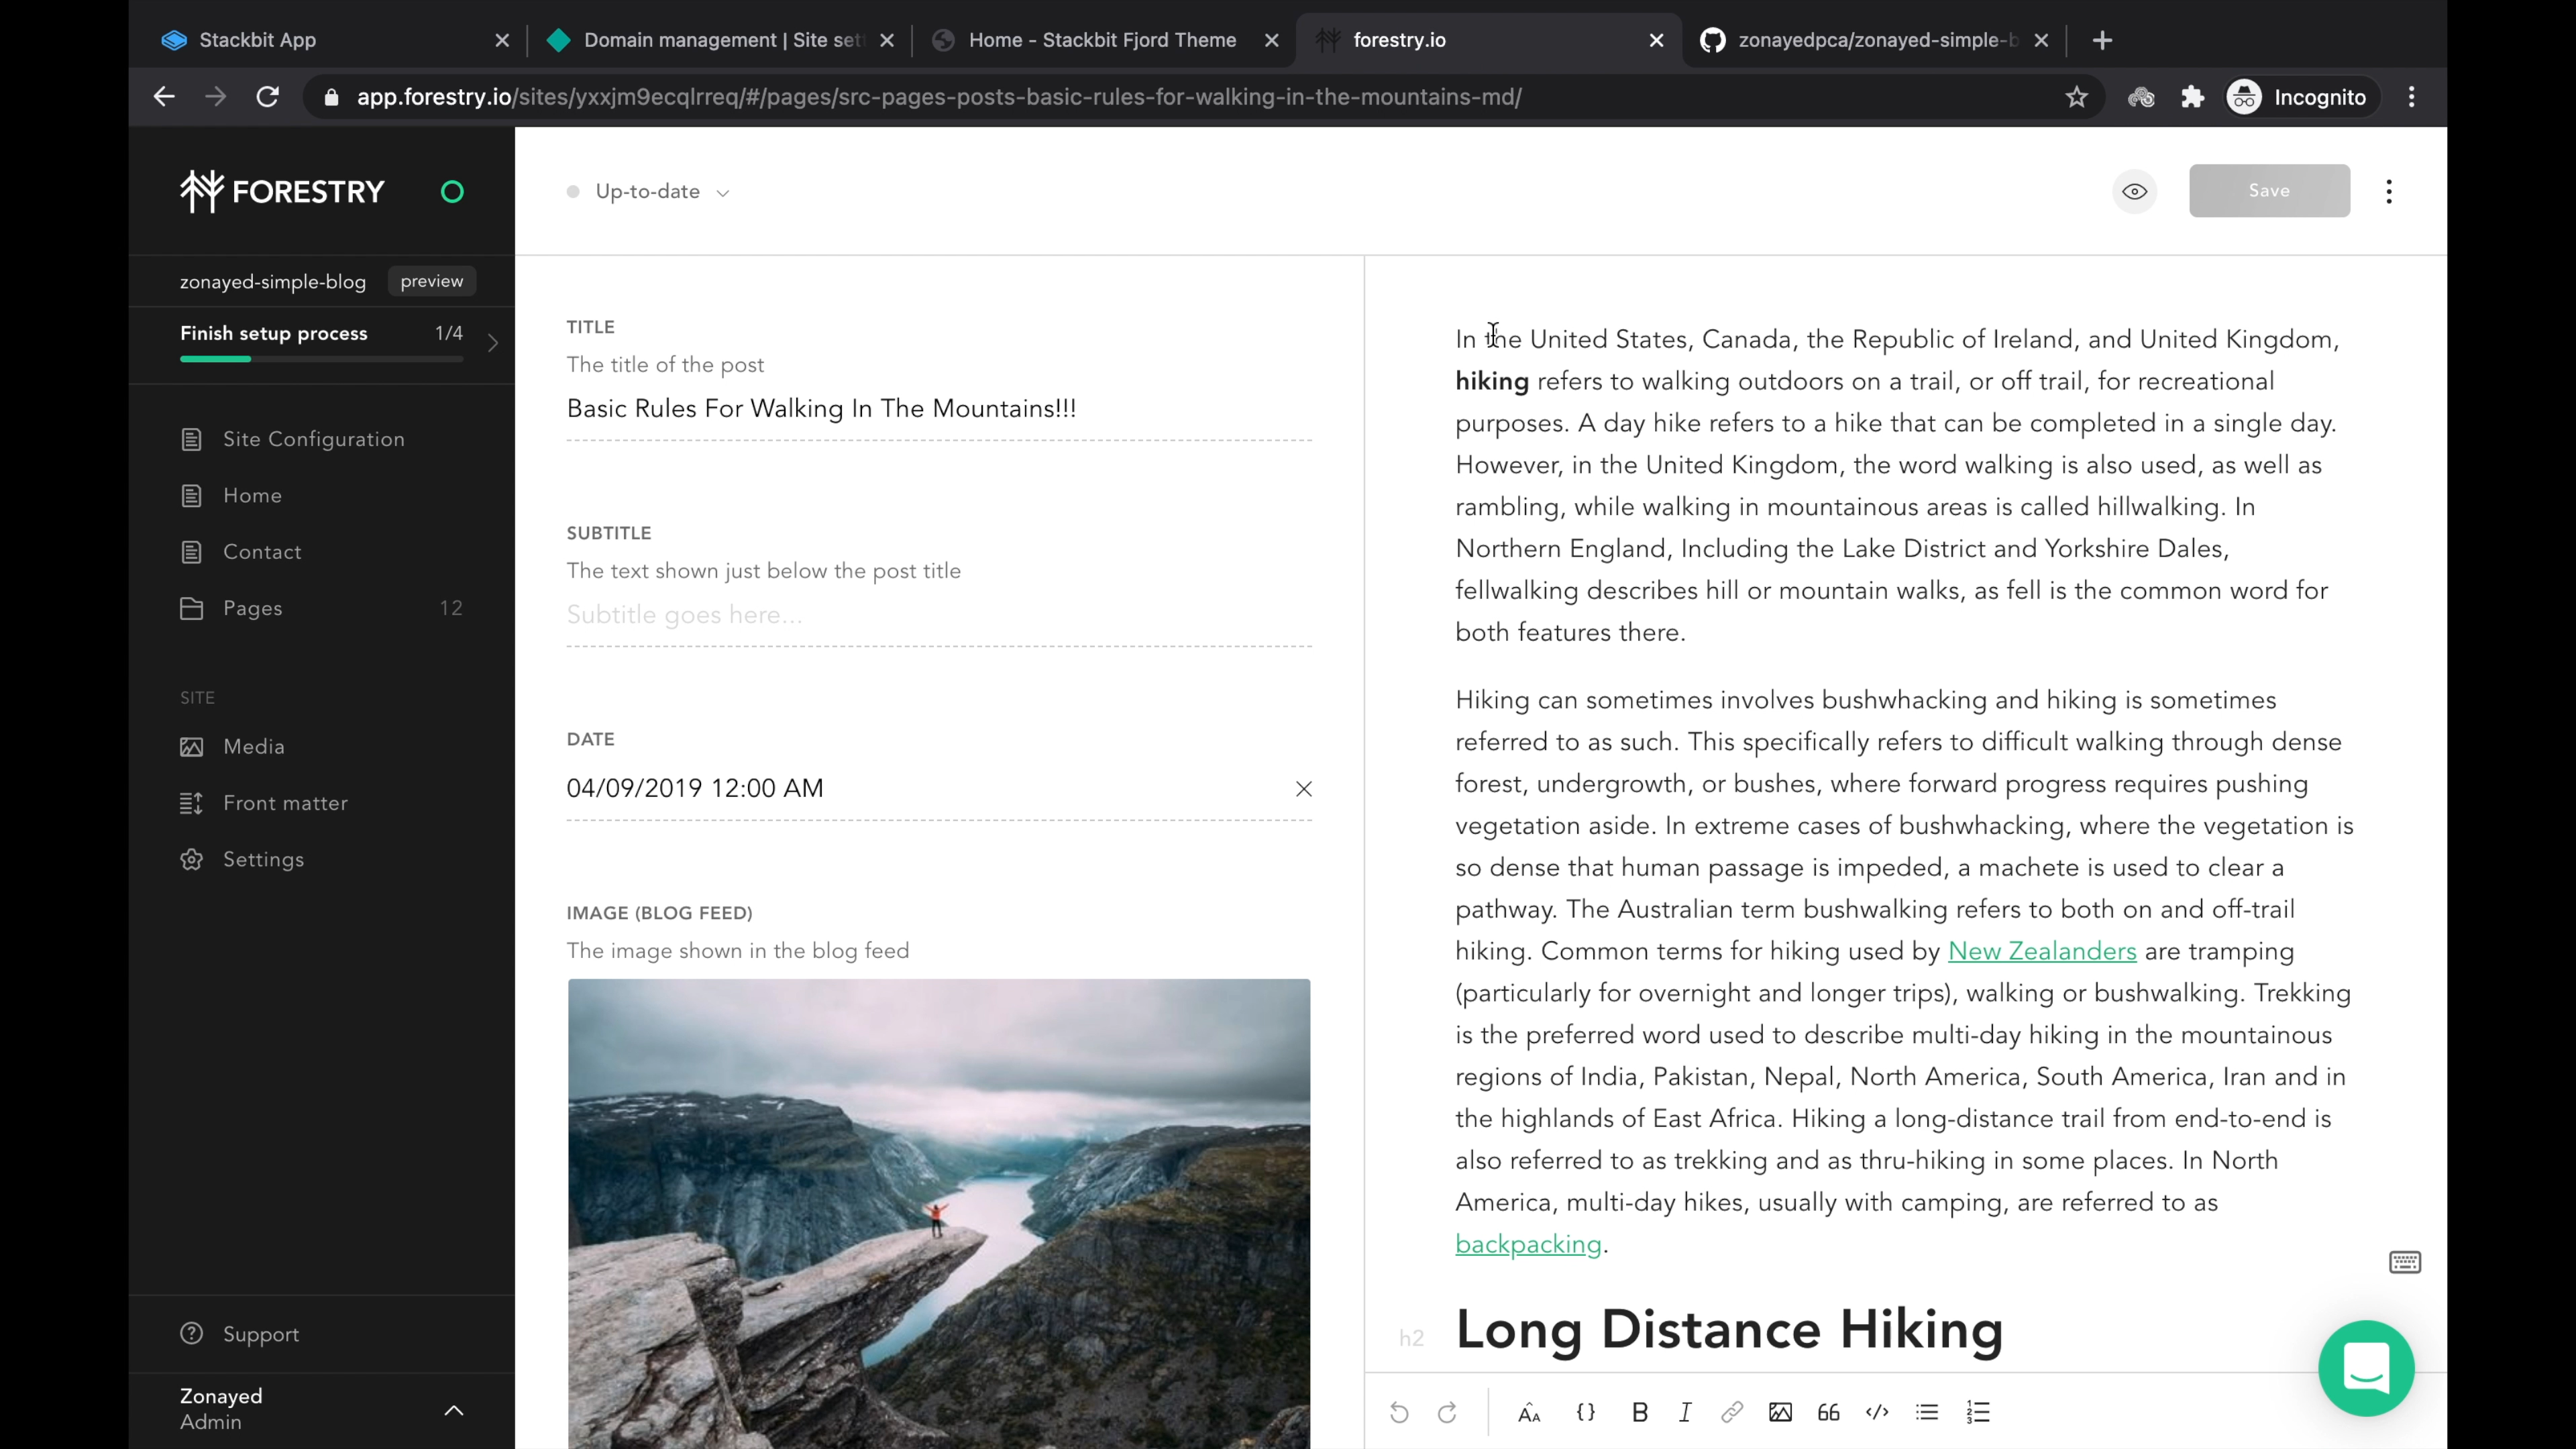 Stackbit App
Domain management | Site set
Home - Stackbit Fjord Theme
forestry.io
zonayedpca/zonayed-simple-b
app.forestry.io/sites/yxxjm9ecqlrreq/#/pages/src-pages-posts-basic-rules-for-walking-in-the-mountains-md/
Incognito
FORESTRY
Up-to-date
Save
zonayed-simple-blog
preview
Finish setup process
1/4
Site Configuration
Home
Contact
Pages
12
SITE
Media
Front matter
Settings
Support
Zonayed
Admin
TITLE
The title of the post
Basic Rules For Walking In The Mountains!!!
SUBTITLE
The text shown just below the post title
Subtitle goes here...
DATE
04/09/2019 12:00 AM
IMAGE (BLOG FEED)
The image shown in the blog feed
In the United States, Canada, the Republic of Ireland, and United Kingdom,
hiking refers to walking outdoors on a trail, or off trail, for recreational
purposes. A day hike refers to a hike that can be completed in a single day.
However, in the United Kingdom, the word walking is also used, as well as
rambling, while walking in mountainous areas is called hillwalking. In
Northern England, Including the Lake District and Yorkshire Dales,
fellwalking describes hill or mountain walks, as fell is the common word for
both features there.
Hiking can sometimes involves bushwhacking and hiking is sometimes
referred to as such. This specifically refers to difficult walking through dense
forest, undergrowth, or bushes, where forward progress requires pushing
vegetation aside. In extreme cases of bushwhacking, where the vegetation is
so dense that human passage is impeded, a machete is used to clear a
pathway. The Australian term bushwalking refers to both on and off-trail
hiking. Common terms for hiking used by New Zealanders are tramping
(particularly for overnight and longer trips), walking or bushwalking. Trekking
is the preferred word used to describe multi-day hiking in the mountainous
regions of India, Pakistan, Nepal, North America, South America, Iran and in
the highlands of East Africa. Hiking a long-distance trail from end-to-end is
also referred to as trekking and as thru-hiking in some places. In North
America, multi-day hikes, usually with camping, are referred to as
backpacking.
h2
Long Distance Hiking